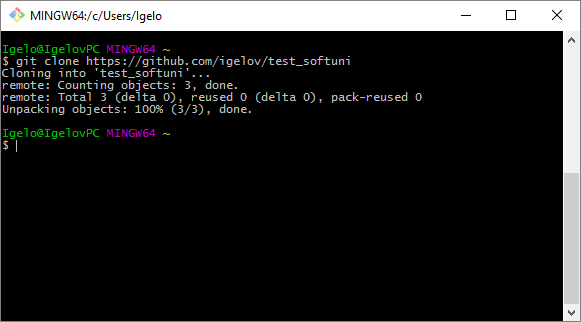 MINGW64:/c/Users/Igelo
Igelo@IgelovPC MINGW64 ~
$ git clone https://github.com/igelov/test_softuni
Cloning into 'test_softuni'...
remote: Counting objects: 3, done.
remote: Total 3 (delta 0), reused 0 (delta 0), pack-reused 0
Unpacking objects: 100% (3/3), done.
Igelo@IgelovPC MINGW64 ~
$